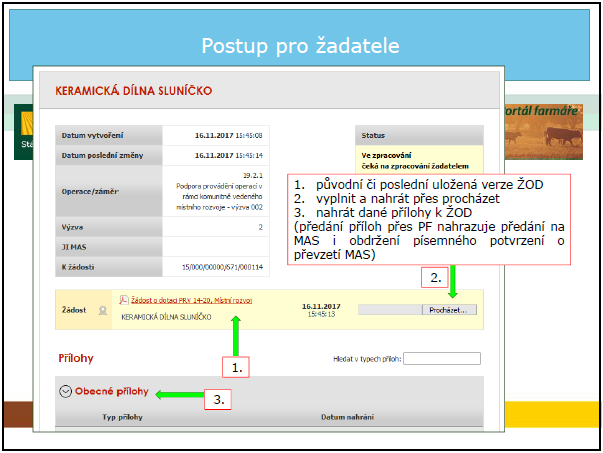 Postup pro žadatele
KERAMICKÁ DÍLNA SLUNÍČKO
ortál farmáře
Stá
Datum vytvoření 16.11.2017 15:45:08
Datum poslední změny 16.11.2017 15:45:14
Operace/záměr 19.2.1
Podpora provádění operací v
rámci komunitně vedeného
místního rozvoje - výzva 002
Výzva 2
JI MAS
K žádosti 15/000/00000/671/000114
Status
Ve zpracování
čeká na zpracování žadatelem
1. původní či poslední uložená verze ŽOD
2. vyplnit a nahrát přes procházet
3. nahrát dané přílohy k ŽOD
(předání příloh přes PF nahrazuje předání na
MAS i obdržení písemného potvrzení o
převzetí MAS)
2.
Žádost Žádost o dotaci PRV 14-20, Místní rozvoj
KERAMICKÁ DÍLNA SLUNÍČKO
16.11.2017
15:45:13
Procházet...
1.
Přílohy
Hledat v typech příloh:
Obecné přílohy
3.
Typ přílohy Datum nahrání